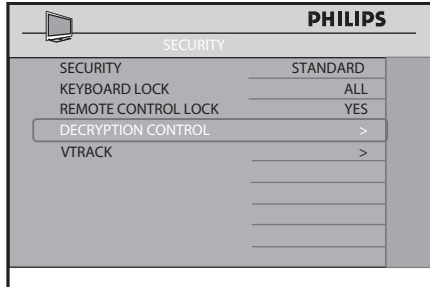 PHILIPS
SECURITY
SECURITY STANDARD
KEYBOARD LOCK ALL
REMOTE CONTROL LOCK YES
DECRYPTION CONTROL >
VTRACK >